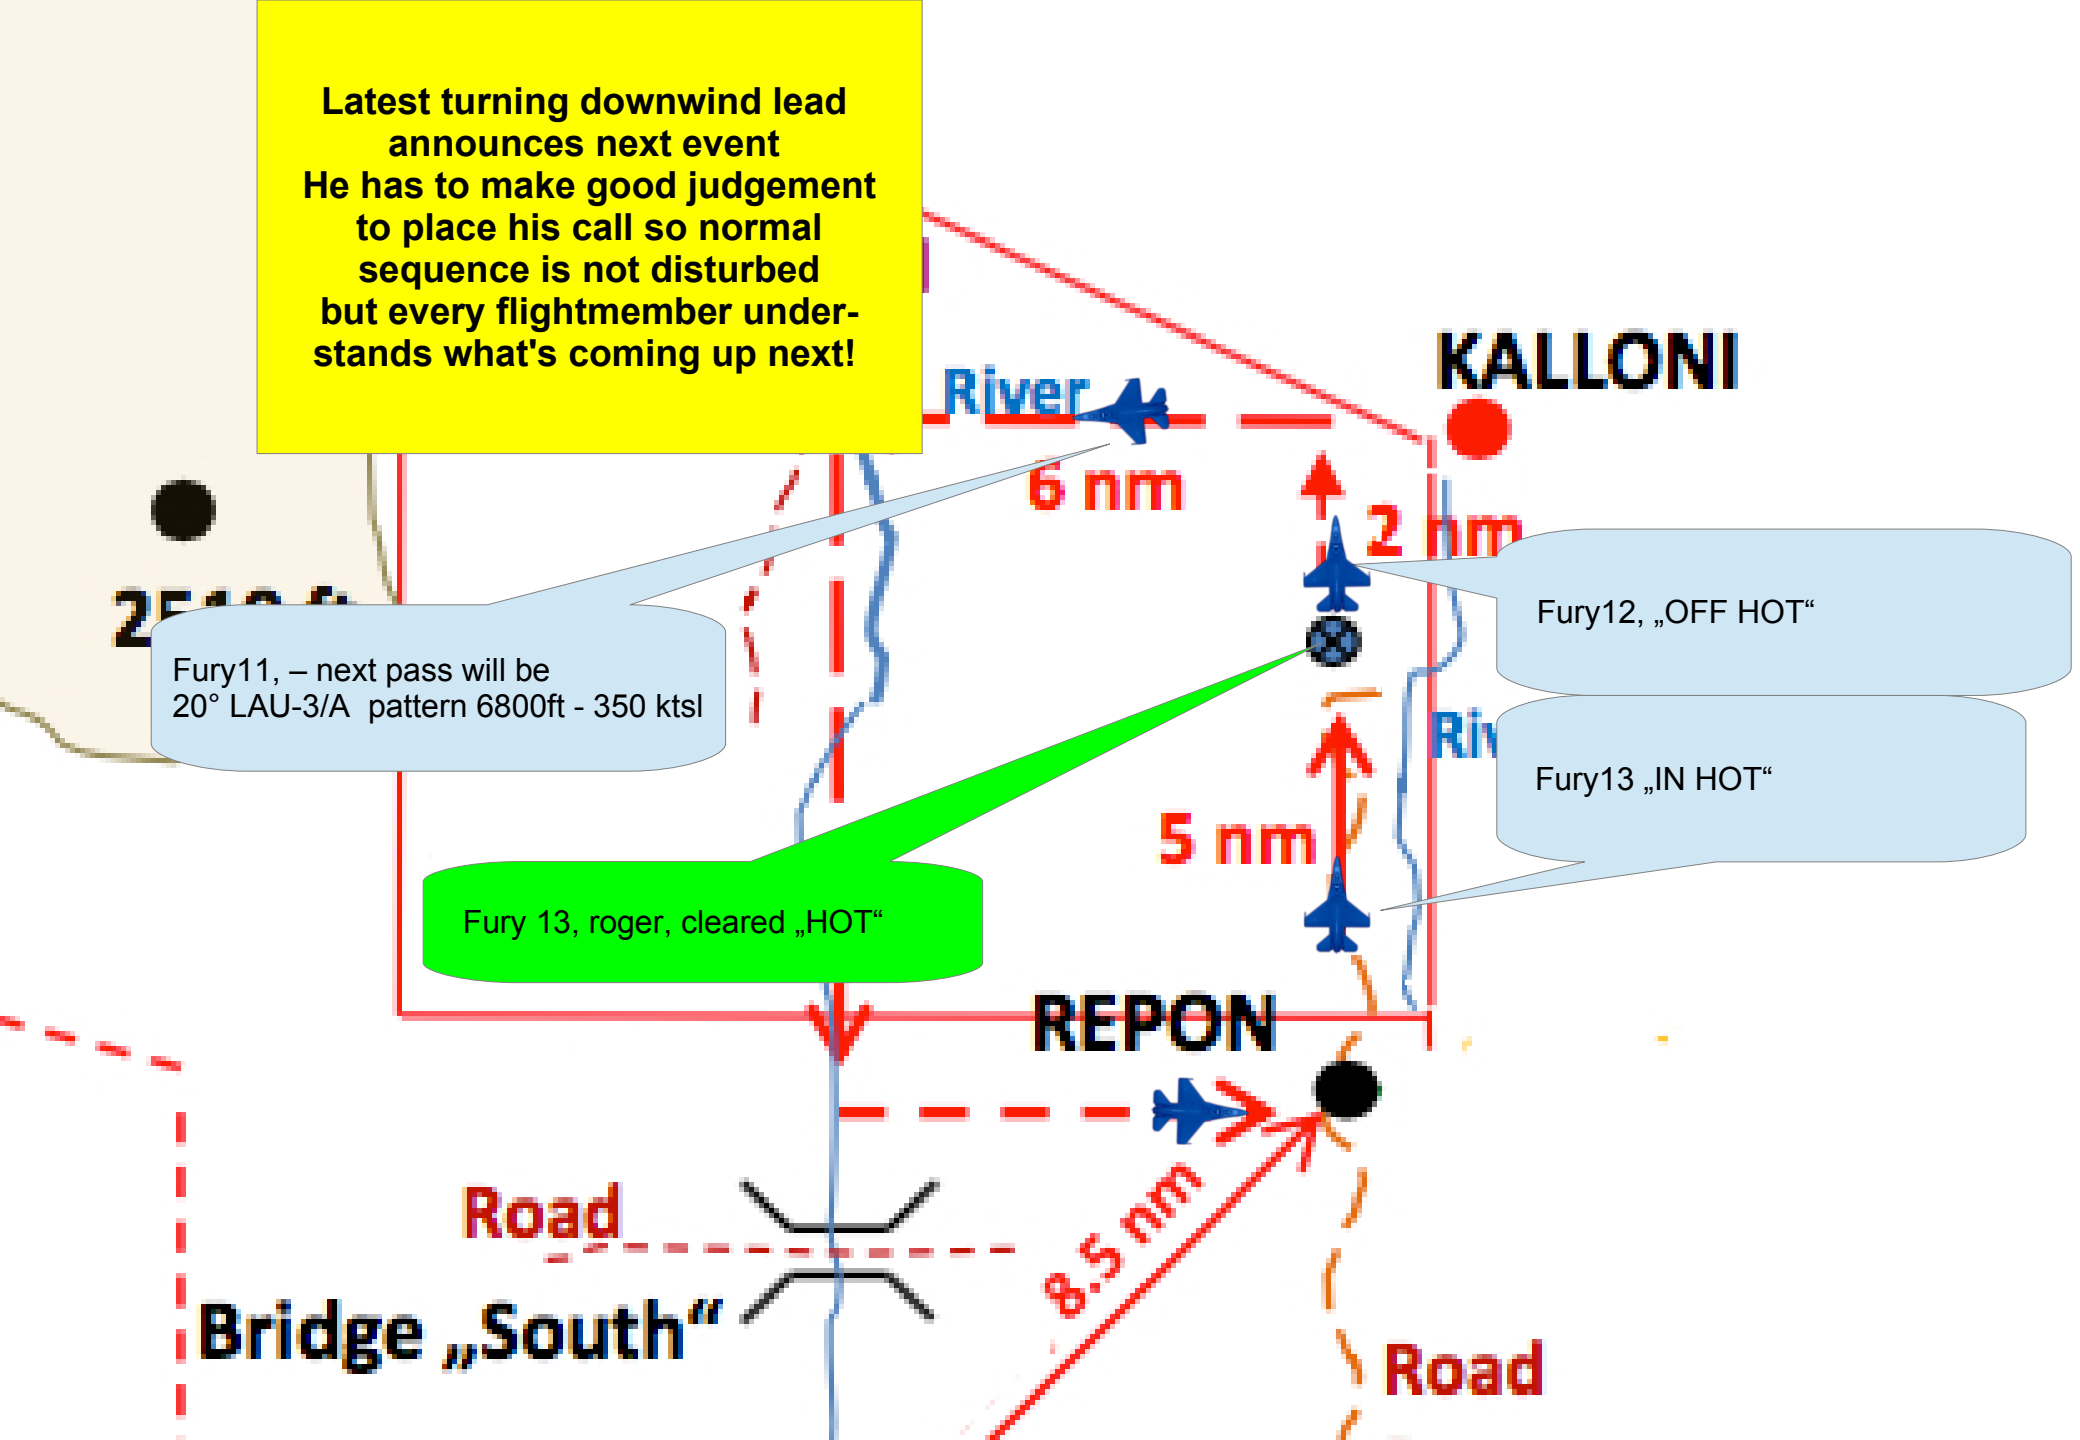 Latest turning downwind lead
announces next event
He has to make good judgement
to place his call so normal
sequence is not disturbed
but every flightmember under-
stands what's coming up next!
KALLONI
River
6 nm
2 nm
Fury12, „OFF HOT“
Fury11, – next pass will be
20° LAU-3/A pattern 6800ft - 350 ktsl
Fury13 „IN HOT“
5 nm
Fury 13, roger, cleared „HOT“
REPON
8.5 nm
Road
Bridge „South“
Road